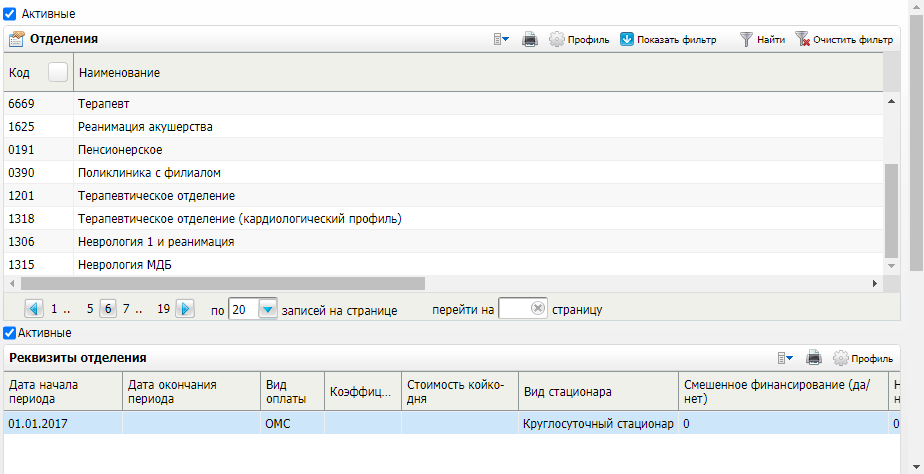 Активные
Отделения Профиль Показать фильтр Найти Очистить фильтр
Код Наименование
6669 Терапевт
1625 Реанимация акушерства
0191 Пенсионерское
0390 Поликлиника с филиалом
1201 Терапевтическое отделение
1318 Терапевтическое отделение (кардиологический профиль)
1306 Неврология 1 и реанимация
1315 Неврология МДБ
1 .. 5 6 7 .. 19 по 20 записей на странице перейти на страницу
Активные
Реквизиты отделения Профиль
Дата начала периода Дата окончания периода Вид оплаты Коэффиц... Стоимость койко-дня Вид стационара Смешенное финансирование (да/нет)
01.01.2017 ОМС Круглосуточный стационар 0 0